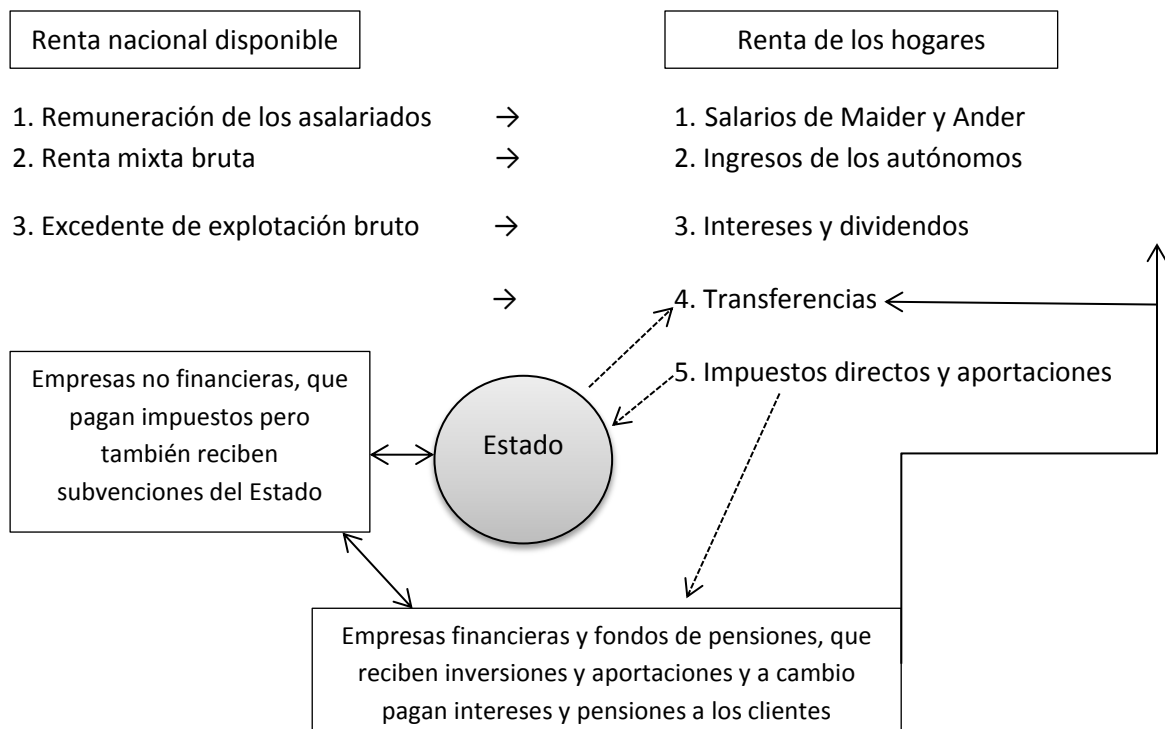 Renta nacional disponible
Renta de los hogares
1. Remuneración de los asalariados → 1. Salarios de Maider y Ander
2. Renta mixta bruta → 2. Ingresos de los autónomos
3. Excedente de explotación bruto → 3. Intereses y dividendos
→ 4. Transferencias
5. Impuestos directos y aportaciones
Empresas no financieras, que
pagan impuestos pero
también reciben
subvenciones del Estado
Estado
Empresas financieras y fondos de pensiones, que
reciben inversiones y aportaciones y a cambio
pagan intereses y pensiones a los clientes